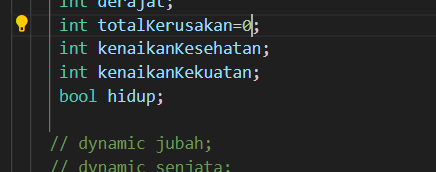 int derajat;
int totalKerusakan=0;
int kenaikanKesehatan;
int kenaikanKekuatan;
bool hidup;
// dynamic jubah;
// dynamic senjata;